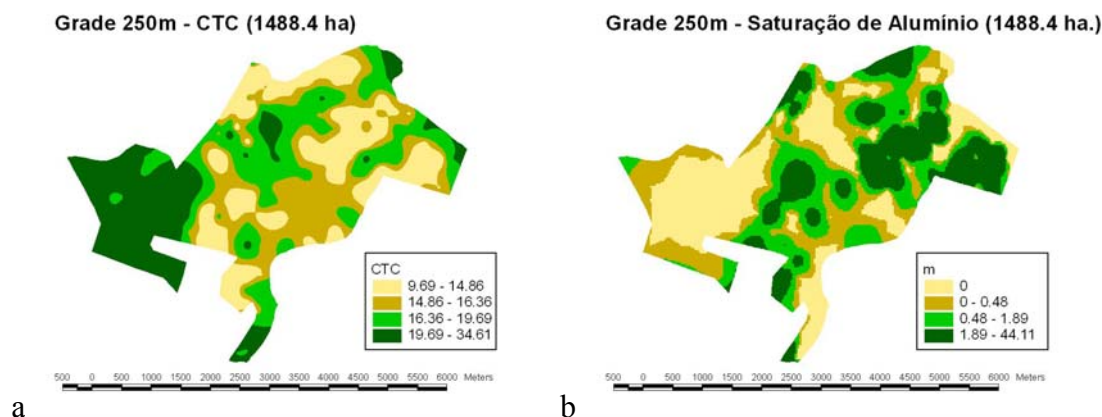 Grade 250m - CTC (1488.4 ha)
CTC
9.69 - 14.86
14.86 - 16.36
16.36 - 19.69
19.69 - 34.61
500 0 500 1000 1500 2000 2500 3000 3500 4000 4500 5000 5500 6000 Meters
a
Grade 250m - Saturação de Alumínio (1488.4 ha.)
m
0
0 - 0.48
0.48 - 1.89
1.89 - 44.11
500 0 500 1000 1500 2000 2500 3000 3500 4000 4500 5000 5500 6000 Meters
b